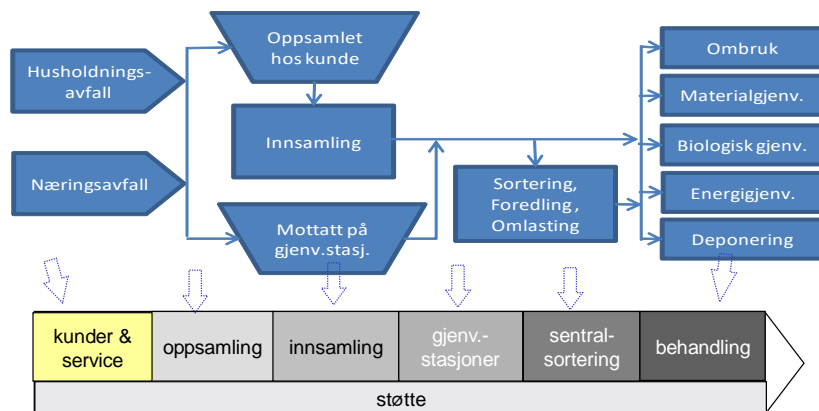 Husholdnings-
avfall
Næringsavfall
Oppsamlet
hos kunde
Innsamling
Mottatt på
gjenv.stasj.
Sortering,
Foredling ,
Omlasting
Ombruk
Materialgjenv.
Biologisk gjenv.
Energigjenv.
Deponering
kunder &
service
oppsamling
innsamling
gjenv.-
stasjoner
sentral-
sortering
behandling
støtte